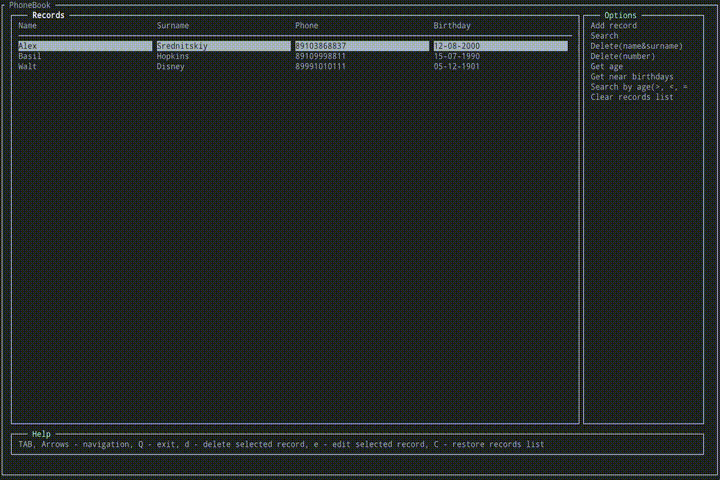 PhoneBook
Records
Name Surname Phone Birthday
Alex Srednitskiy 89103868837 12-08-2000
Basil Hopkins 89109998811 15-07-1990
Walt Disney 89991010111 05-12-1901
Options
Add record
Search
Delete(name&surname)
Delete(number)
Get age
Get near birthdays
Search by age(>, <, =
Clear records list
Help
TAB, Arrows - navigation, Q - exit, d - delete selected record, e - edit selected record, C - restore records list